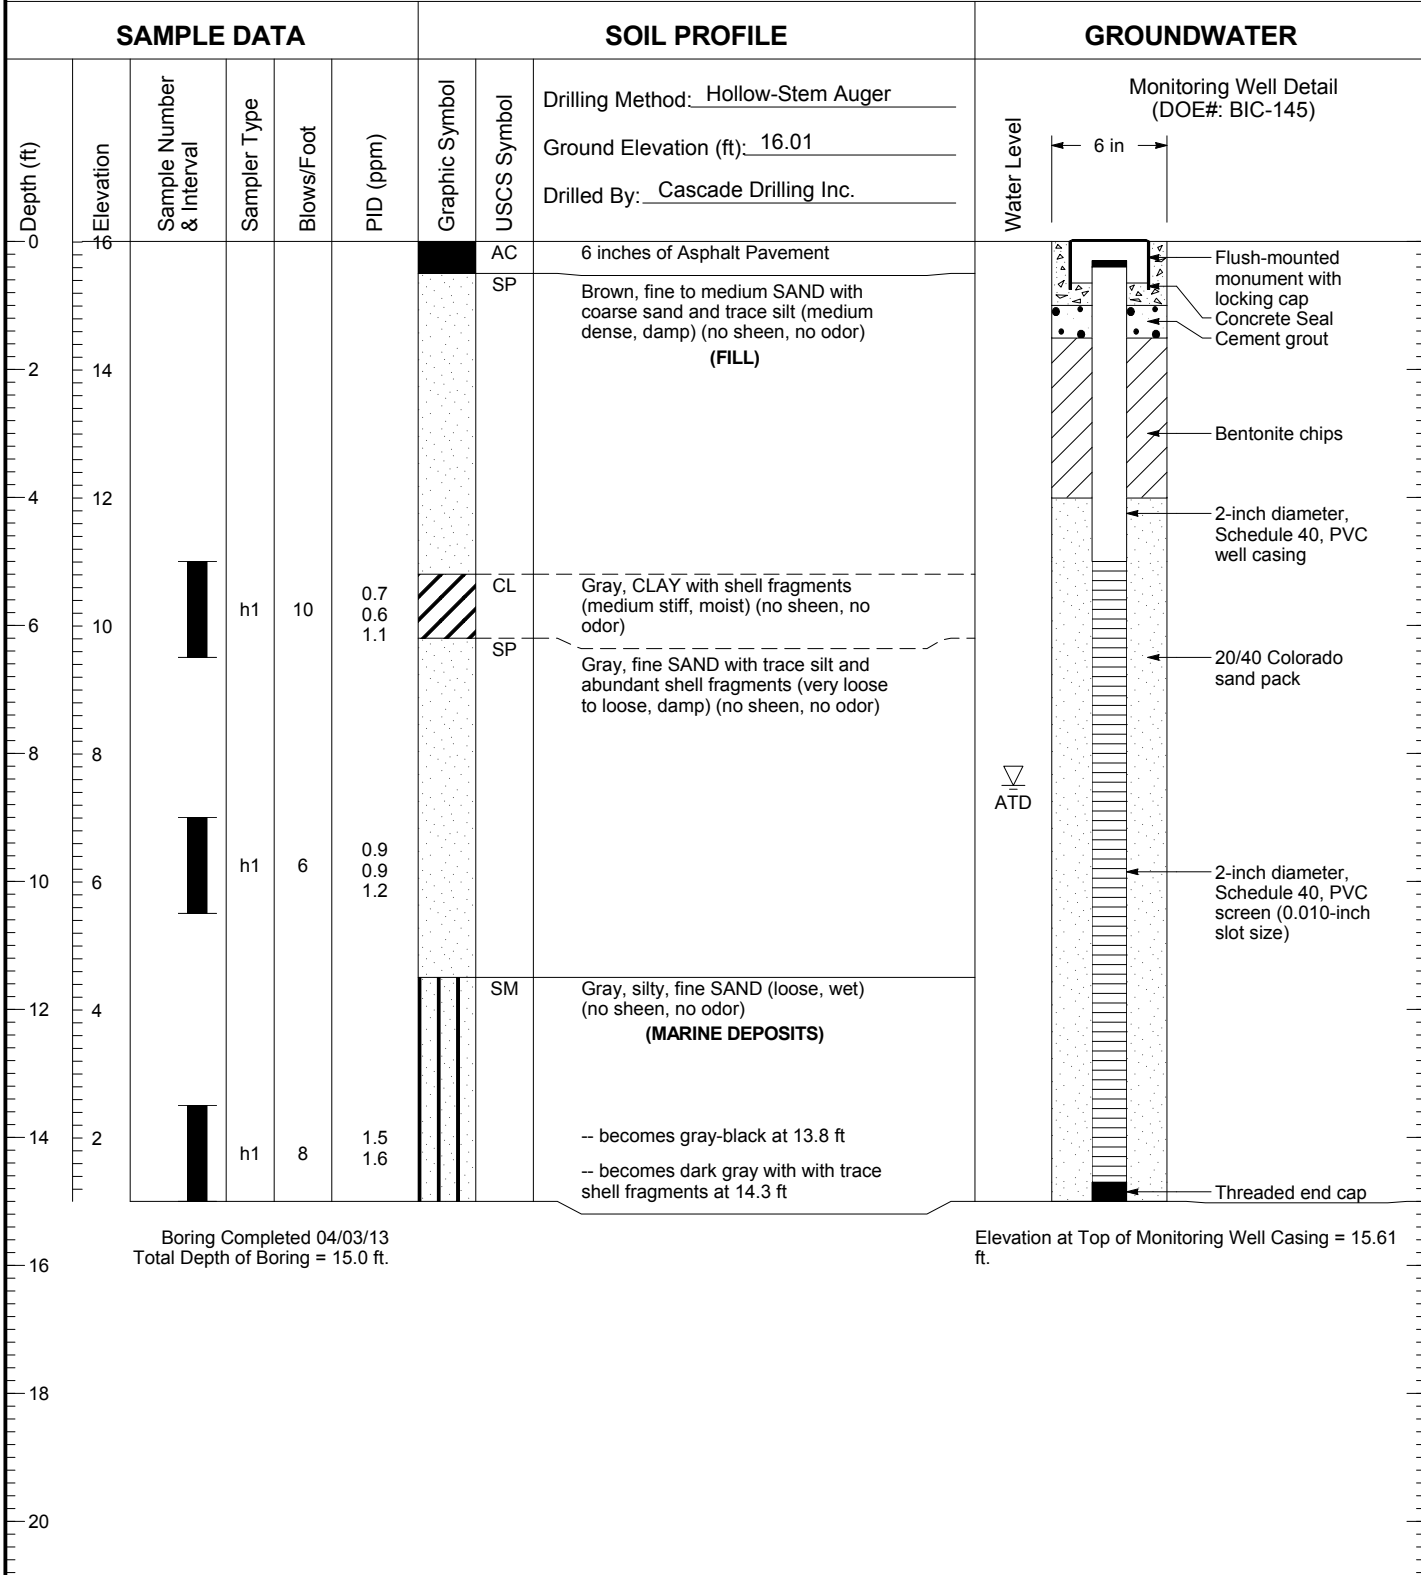 SAMPLE DATA
SOIL PROFILE
GROUNDWATER
Depth (ft)
Elevation
Sample Number
& Interval
Sampler Type
Blows/Foot
PID (ppm)
Graphic Symbol
USCS Symbol
Drilling Method: Hollow-Stem Auger
Ground Elevation (ft): 16.01
Drilled By: Cascade Drilling Inc.
Water Level
Monitoring Well Detail
(DOE#: BIC-145)
6 in
0
16
AC
6 inches of Asphalt Pavement
SP
Brown, fine to medium SAND with
coarse sand and trace silt (medium
dense, damp) (no sheen, no odor)
(FILL)
Flush-mounted
monument with
locking cap
Concrete Seal
Cement grout
2
14
Bentonite chips
4
12
2-inch diameter,
Schedule 40, PVC
well casing
h1
10
0.7
0.6
1.1
CL
Gray, CLAY with shell fragments
(medium stiff, moist) (no sheen, no
odor)
6
10
SP
Gray, fine SAND with trace silt and
abundant shell fragments (very loose
to loose, damp) (no sheen, no odor)
20/40 Colorado
sand pack
8
8
ATD
h1
6
0.9
0.9
1.2
10
6
2-inch diameter,
Schedule 40, PVC
screen (0.010-inch
slot size)
SM
Gray, silty, fine SAND (loose, wet)
(no sheen, no odor)
(MARINE DEPOSITS)
12
4
14
2
h1
8
1.5
1.6
-- becomes gray-black at 13.8 ft
-- becomes dark gray with with trace
shell fragments at 14.3 ft
Threaded end cap
Boring Completed 04/03/13
Total Depth of Boring = 15.0 ft.
Elevation at Top of Monitoring Well Casing = 15.61
ft.
16
18
20